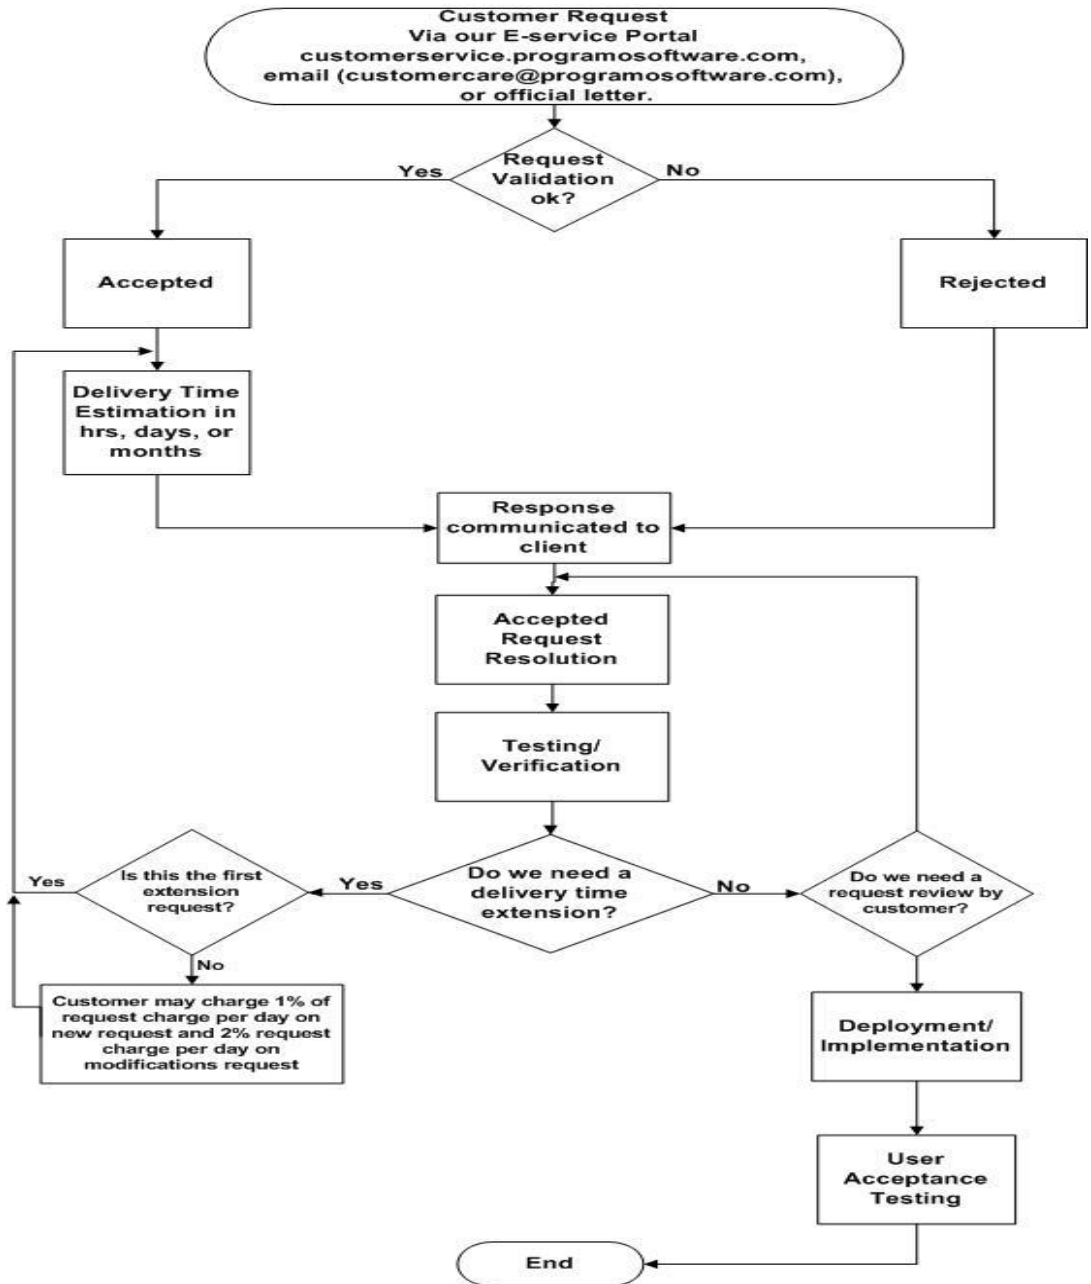 Customer Request
Via our E-service Portal
customerservice.programosoftware.com,
email (customercare@programosoftware.com),
or official letter.
Request
Validation
ok?
Yes
No
Accepted
Rejected
Delivery Time
Estimation in
hrs, days, or
months
Response
communicated to
client
Accepted
Request
Resolution
Testing/
Verification
Do we need a
delivery time
extension?
Yes
No
Is this the first
extension
request?
Yes
No
Customer may charge 1% of
request charge per day on
new request and 2% request
charge per day on
modifications request
Do we need a
request review by
customer?
Deployment/
Implementation
User
Acceptance
Testing
End